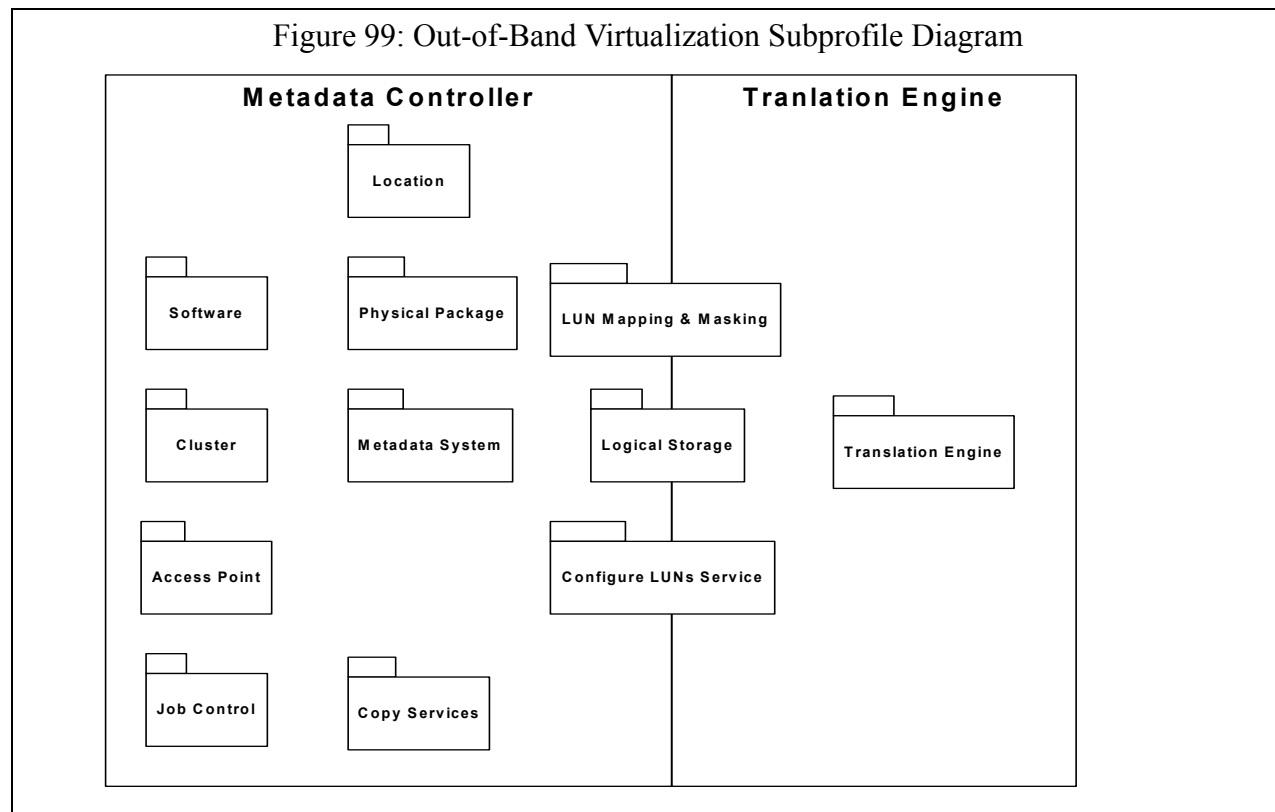 Figure 99: Out-of-Band Virtualization Subprofile Diagram
Metadata Controller
Tranlation Engine
Location
Software
Physical Package
LUN Mapping & Masking
Cluster
Metadata System
Logical Storage
Translation Engine
Access Point
Configure LUNs Service
Job Control
Copy Services